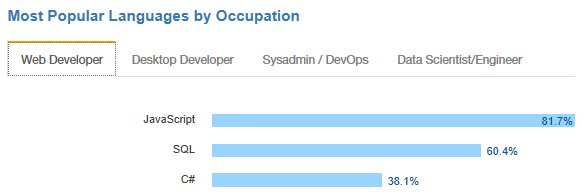 Most Popular Languages by Occupation
Web Developer Desktop Developer Sysadmin / DevOps Data Scientist/Engineer
JavaScript 81.7%
SQL 60.4%
C# 38.1%